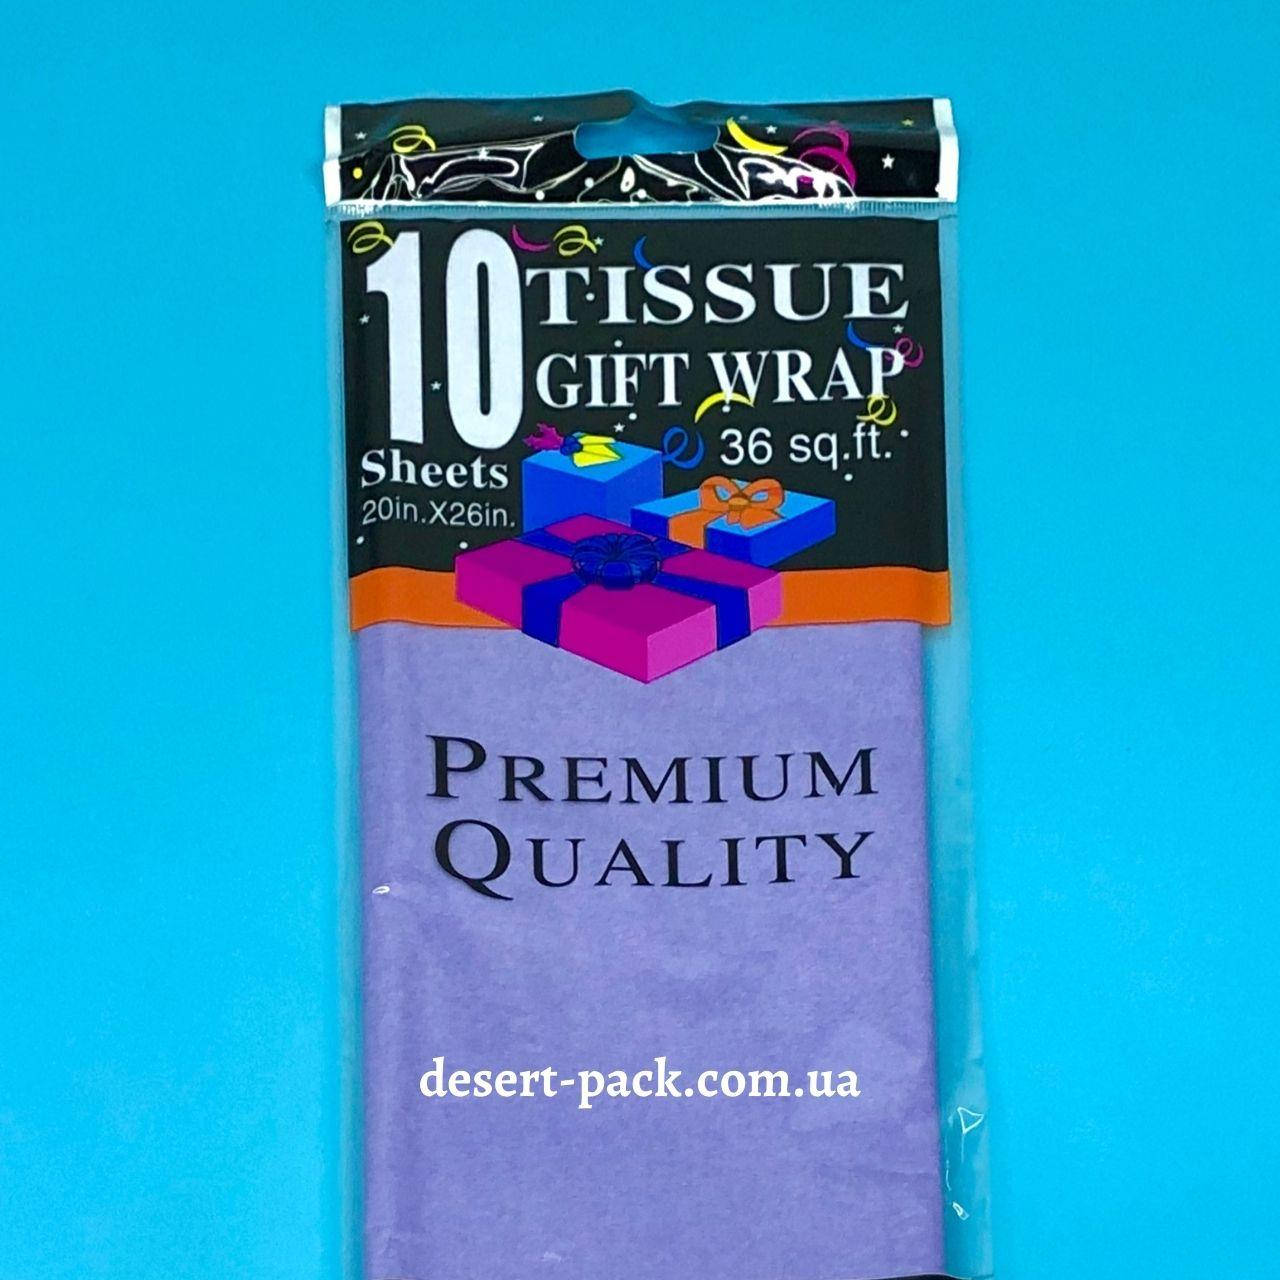 10
TISSUE
GIFT WRAP
36 sq.ft.
Sheets
20in.X26in.
PREMIUM
QUALITY
desert-pack.com.ua